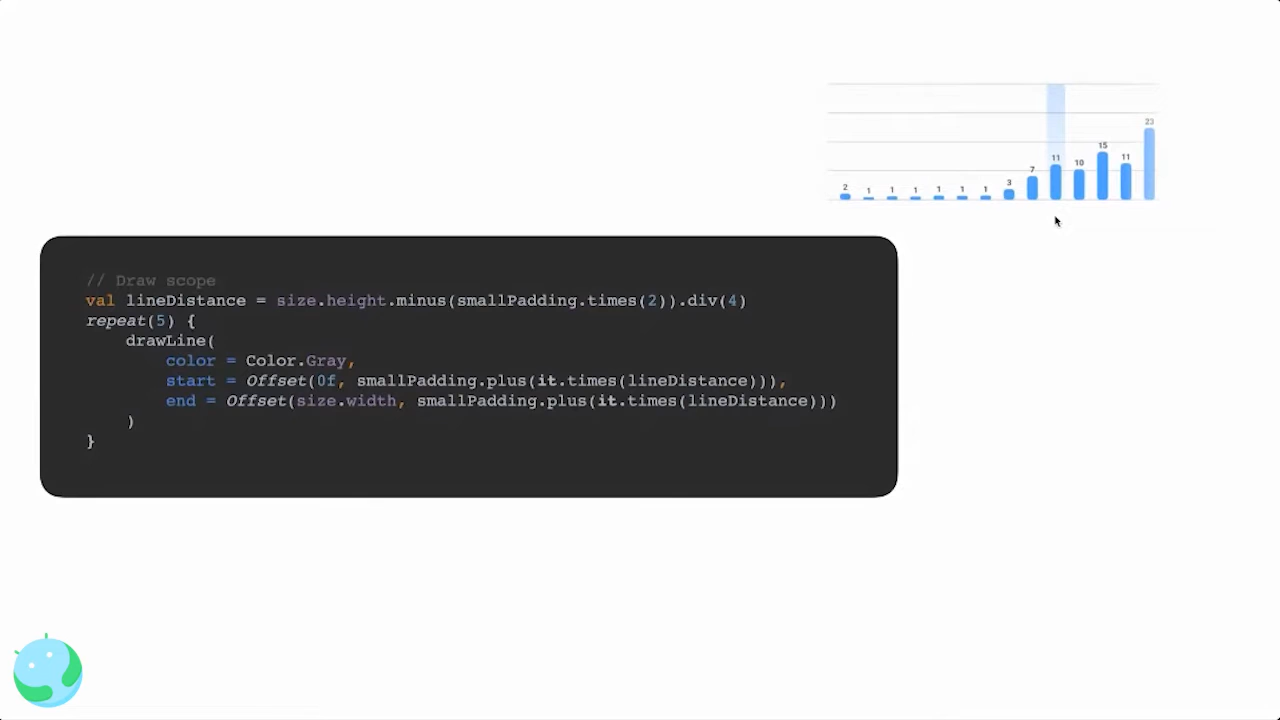 23
15
11
11
10
7
3
2
1
1
1
1
1
1
// Draw scope
val lineDistance = size.height.minus(smallPadding.times(2)).div(4)
repeat(5) {
drawLine(
color = Color.Gray,
start = Offset(0f, smallPadding.plus(it.times(lineDistance))),
end = Offset(size.width, smallPadding.plus(it.times(lineDistance)))
)
}